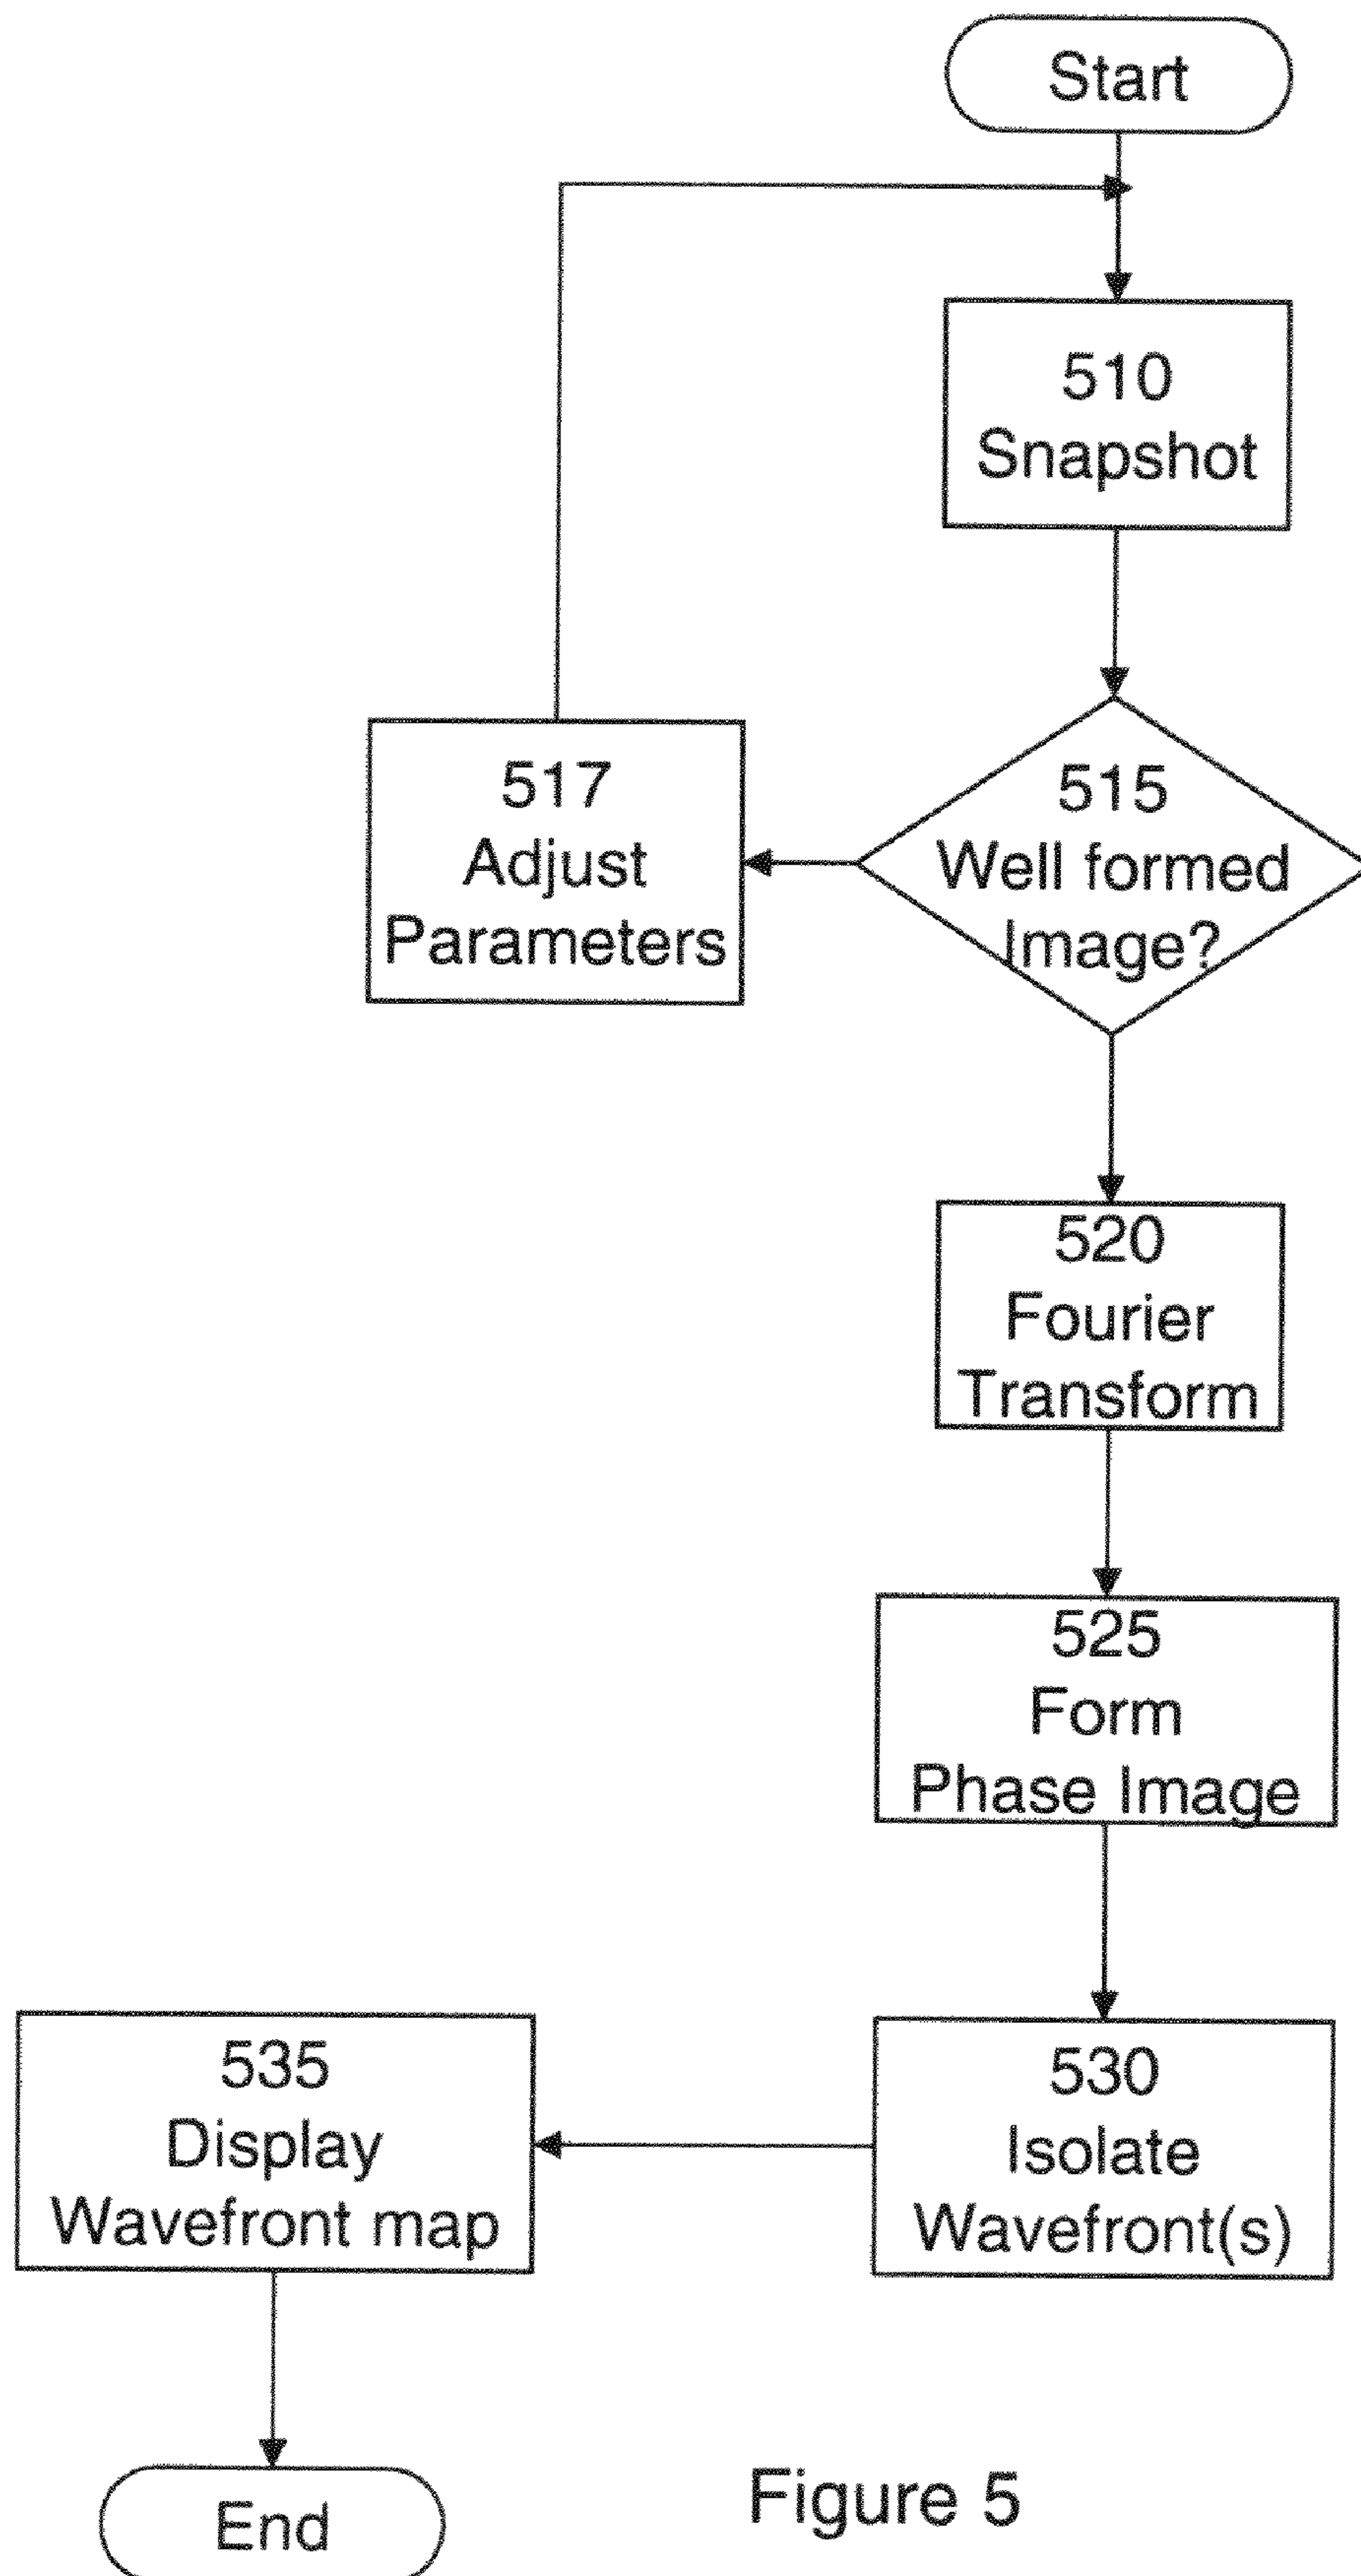 Start
510
Snapshot
515
Well formed
Image?
517
Adjust
Parameters
520
Fourier
Transform
525
Form
Phase Image
530
Isolate
Wavefront(s)
535
Display
Wavefront map
End
Figure 5